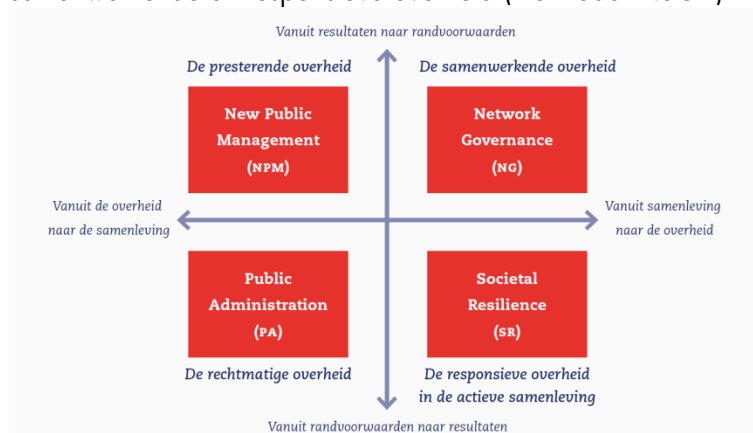 Vanuit resultaten naar randvoorwaarden
De presterende overheid
De samenwerkende overheid
New Public
Management
(NPM)
Network
Governance
(NG)
Vanuit de overheid
naar de samenleving
Vanuit samenleving
naar de overheid
Public
Administration
(PA)
Societal
Resilience
(SR)
De rechtmatige overheid
De responsieve overheid
in de actieve samenleving
Vanuit randvoorwaarden naar resultaten